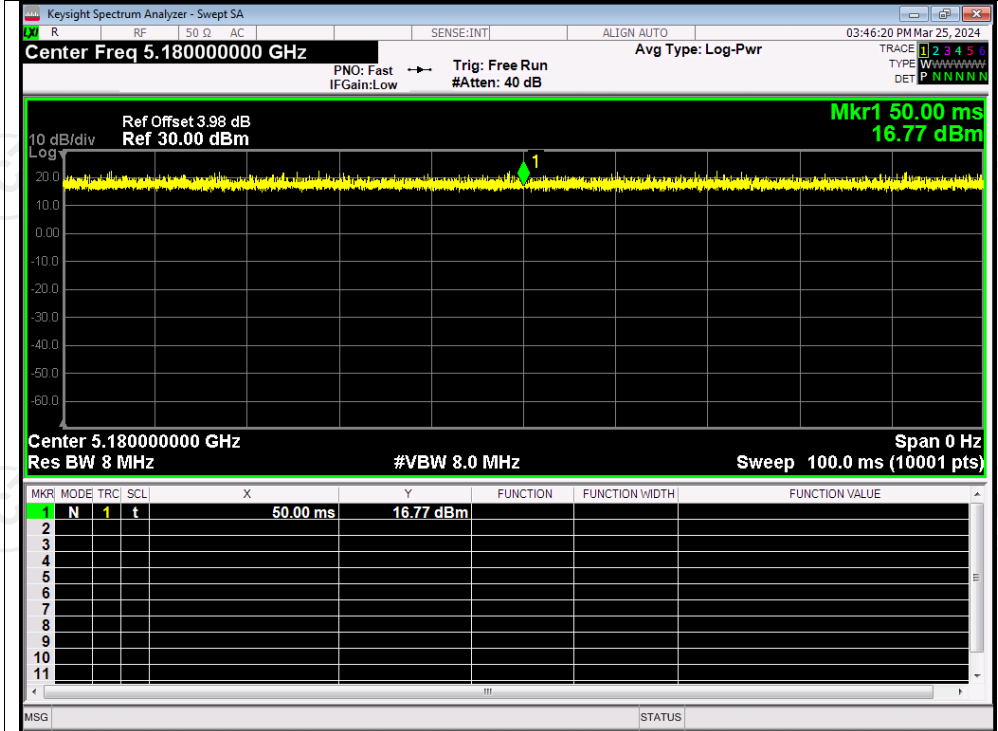 Keysight Spectrum Analyzer - Swept SA
LXI R RF 50 Ω AC SENSE:INT ALIGN AUTO 03:46:20 PM Mar 25, 2024
Center Freq 5.180000000 GHz Avg Type: Log-Pwr TRACE 1 2 3 4 5 6
PNO: Fast Trig: Free Run TYPE WWWWWW
IFGain:Low #Atten: 40 dB DET P N N N N N
Mkr1 50.00 ms
Ref Offset 3.98 dB
10 dB/div Ref 30.00 dBm 16.77 dBm
Log
1
20.0
10.0
0.00
-10.0
-20.0
-30.0
-40.0
-50.0
-60.0
Center 5.180000000 GHz Span 0 Hz
Res BW 8 MHz #VBW 8.0 MHz Sweep 100.0 ms (10001 pts)
MKR MODE TRC SCL X Y FUNCTION FUNCTION WIDTH FUNCTION VALUE
1 N 1 t 50.00 ms 16.77 dBm
2
3
4
5
6
7
8
9
10
11
MSG STATUS